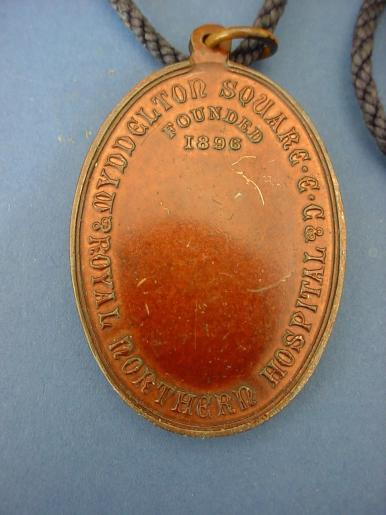 & MYDDELTON SQUARE · E · C &
ROYAL NORTHERN HOSPITAL
FOUNDED
1896